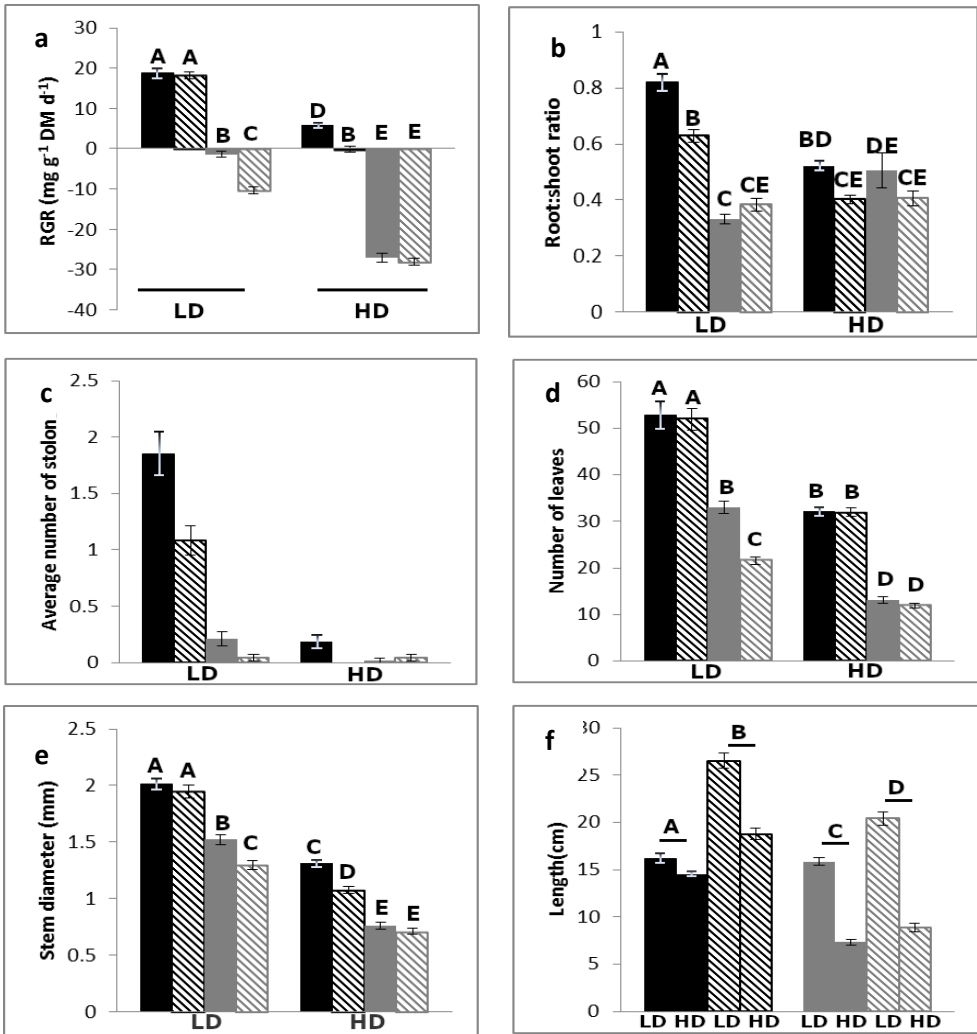 a
RGR (mg g-1 DM d-1)
30
20
10
0
-10
-20
-30
-40
A A B C D B E E
LD HD
b
Root:shoot ratio
1
0.8
0.6
0.4
0.2
0
A B C CE BD CE DE CE
LD HD
c
Average number of stolon
2.5
2
1.5
1
0.5
0
LD HD
d
Number of leaves
60
50
40
30
20
10
0
A A B C B B D D
LD HD
e
Stem diameter (mm)
2.5
2
1.5
1
0.5
0
A A B C C D E E
LD HD
f
Length(cm)
30
25
20
15
10
5
0
A B C D
LD HD LD HD LD HD LD HD